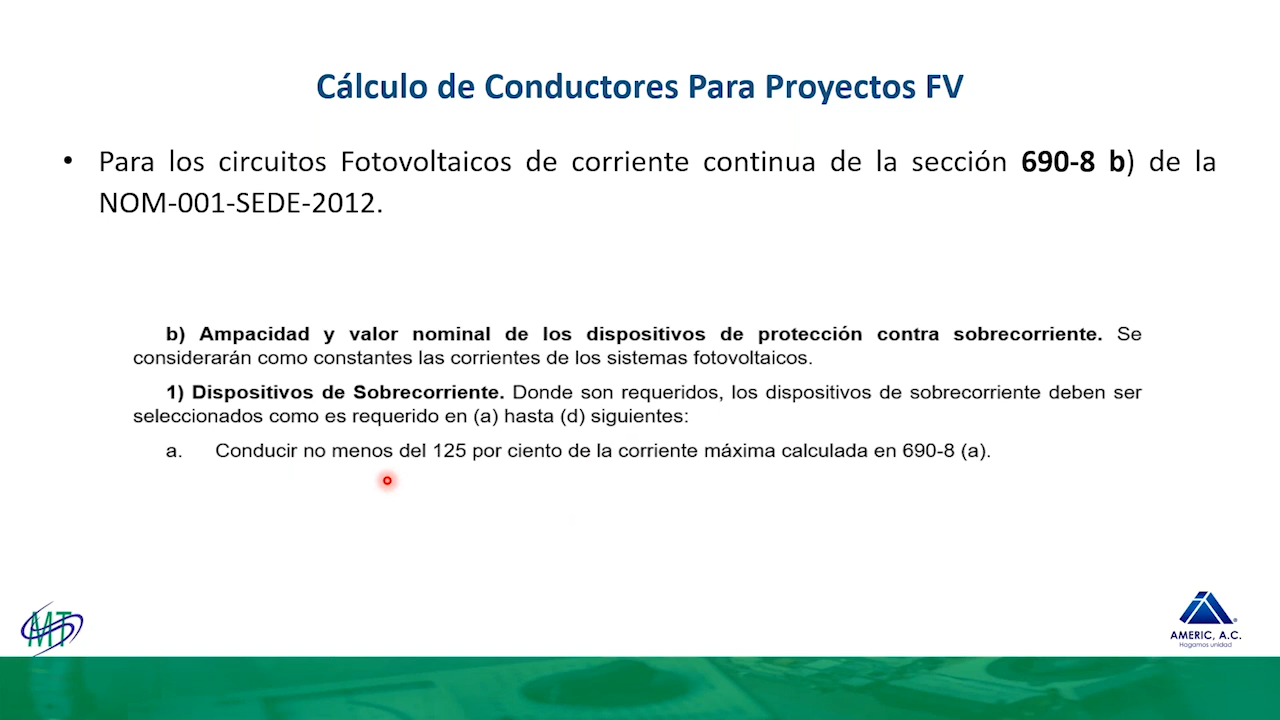 Cálculo de Conductores Para Proyectos FV
• Para los circuitos Fotovoltaicos de corriente continua de la sección 690-8 b) de la
NOM-001-SEDE-2012.
b) Ampacidad y valor nominal de los dispositivos de protección contra sobrecorriente. Se
considerarán como constantes las corrientes de los sistemas fotovoltaicos.
1) Dispositivos de Sobrecorriente. Donde son requeridos, los dispositivos de sobrecorriente deben ser
seleccionados como es requerido en (a) hasta (d) siguientes:
a. Conducir no menos del 125 por ciento de la corriente máxima calculada en 690-8 (a).
MT
AMERIC, A.C.
Hagamos unidad